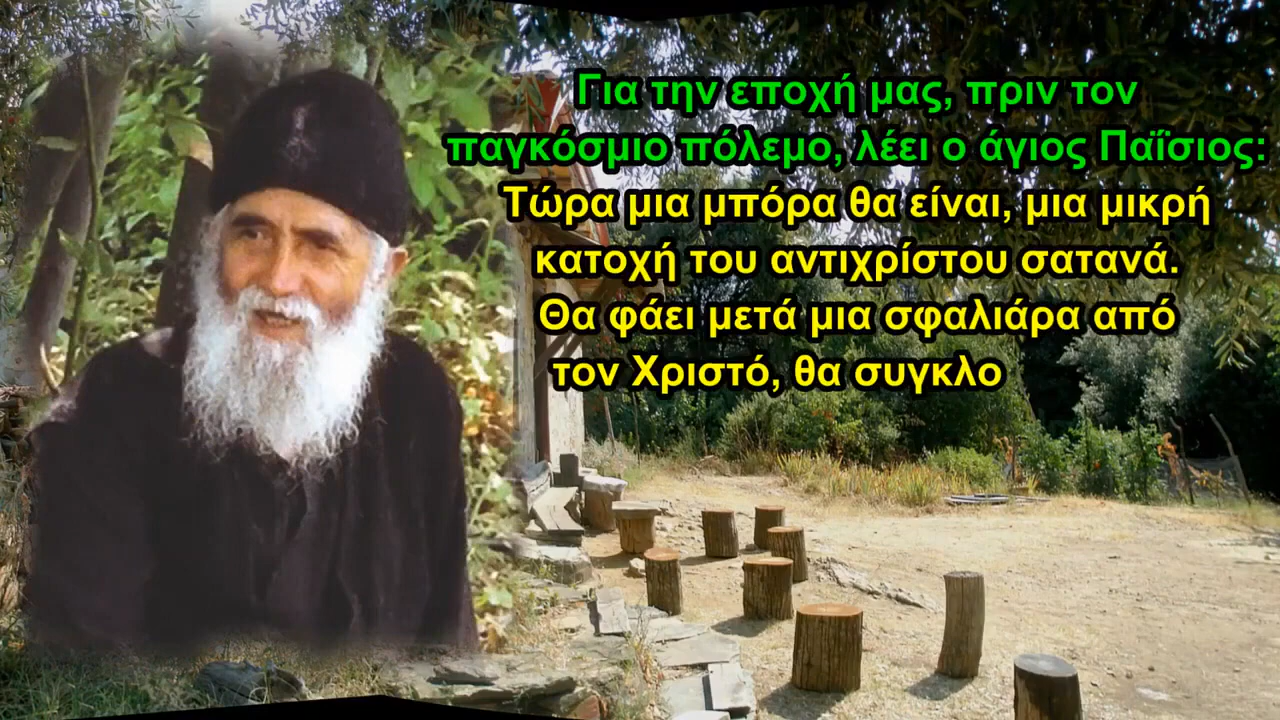 Για την εποχή μας, πριν τον
παγκόσμιο πόλεμο, λέει ο άγιος Παΐσιος:
Τώρα μια μπόρα θα είναι, μια μικρή
κατοχή του αντιχρίστου σατανά.
Θα φάει μετά μια σφαλιάρα από
τον Χριστό, θα συγκλο